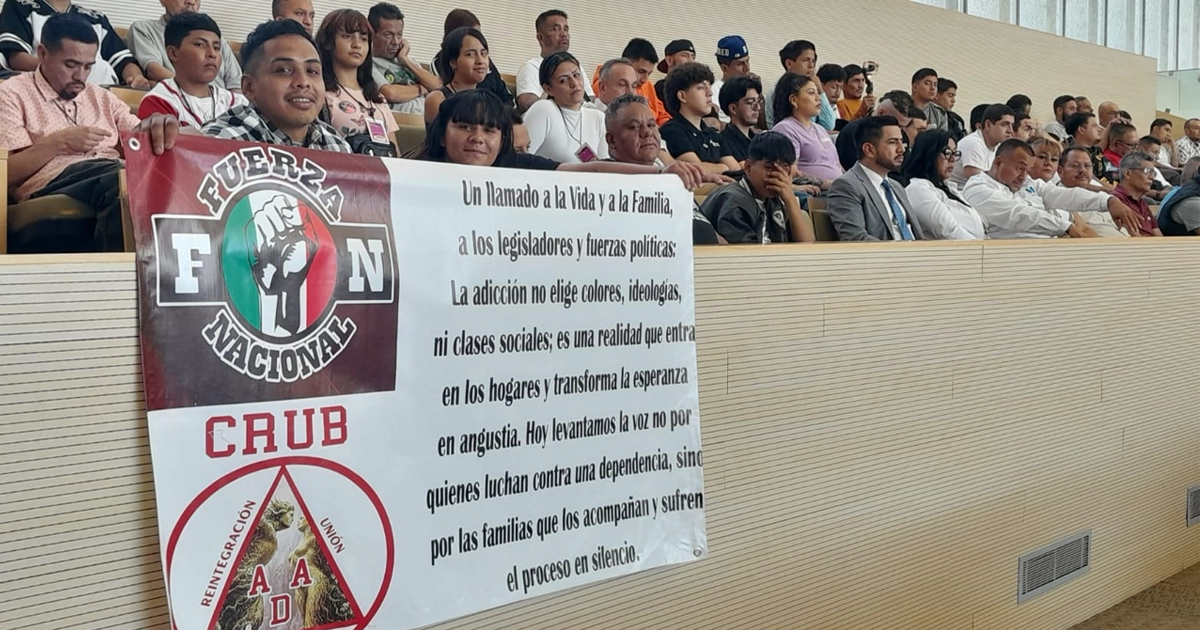 FUERZA
F N
NACIONAL
CRUB
REINTEGRACIÓN
UNIÓN
A A
D
Un llamado a la Vida y a la Familia,
a los legisladores y fuerzas políticas:
La adicción no elige colores, ideologías,
ni clases sociales; es una realidad que entra
en los hogares y transforma la esperanza
en angustia. Hoy levantamos la voz no por
quienes luchan contra una dependencia, sino
por las familias que los acompañan y sufren
el proceso en silencio.